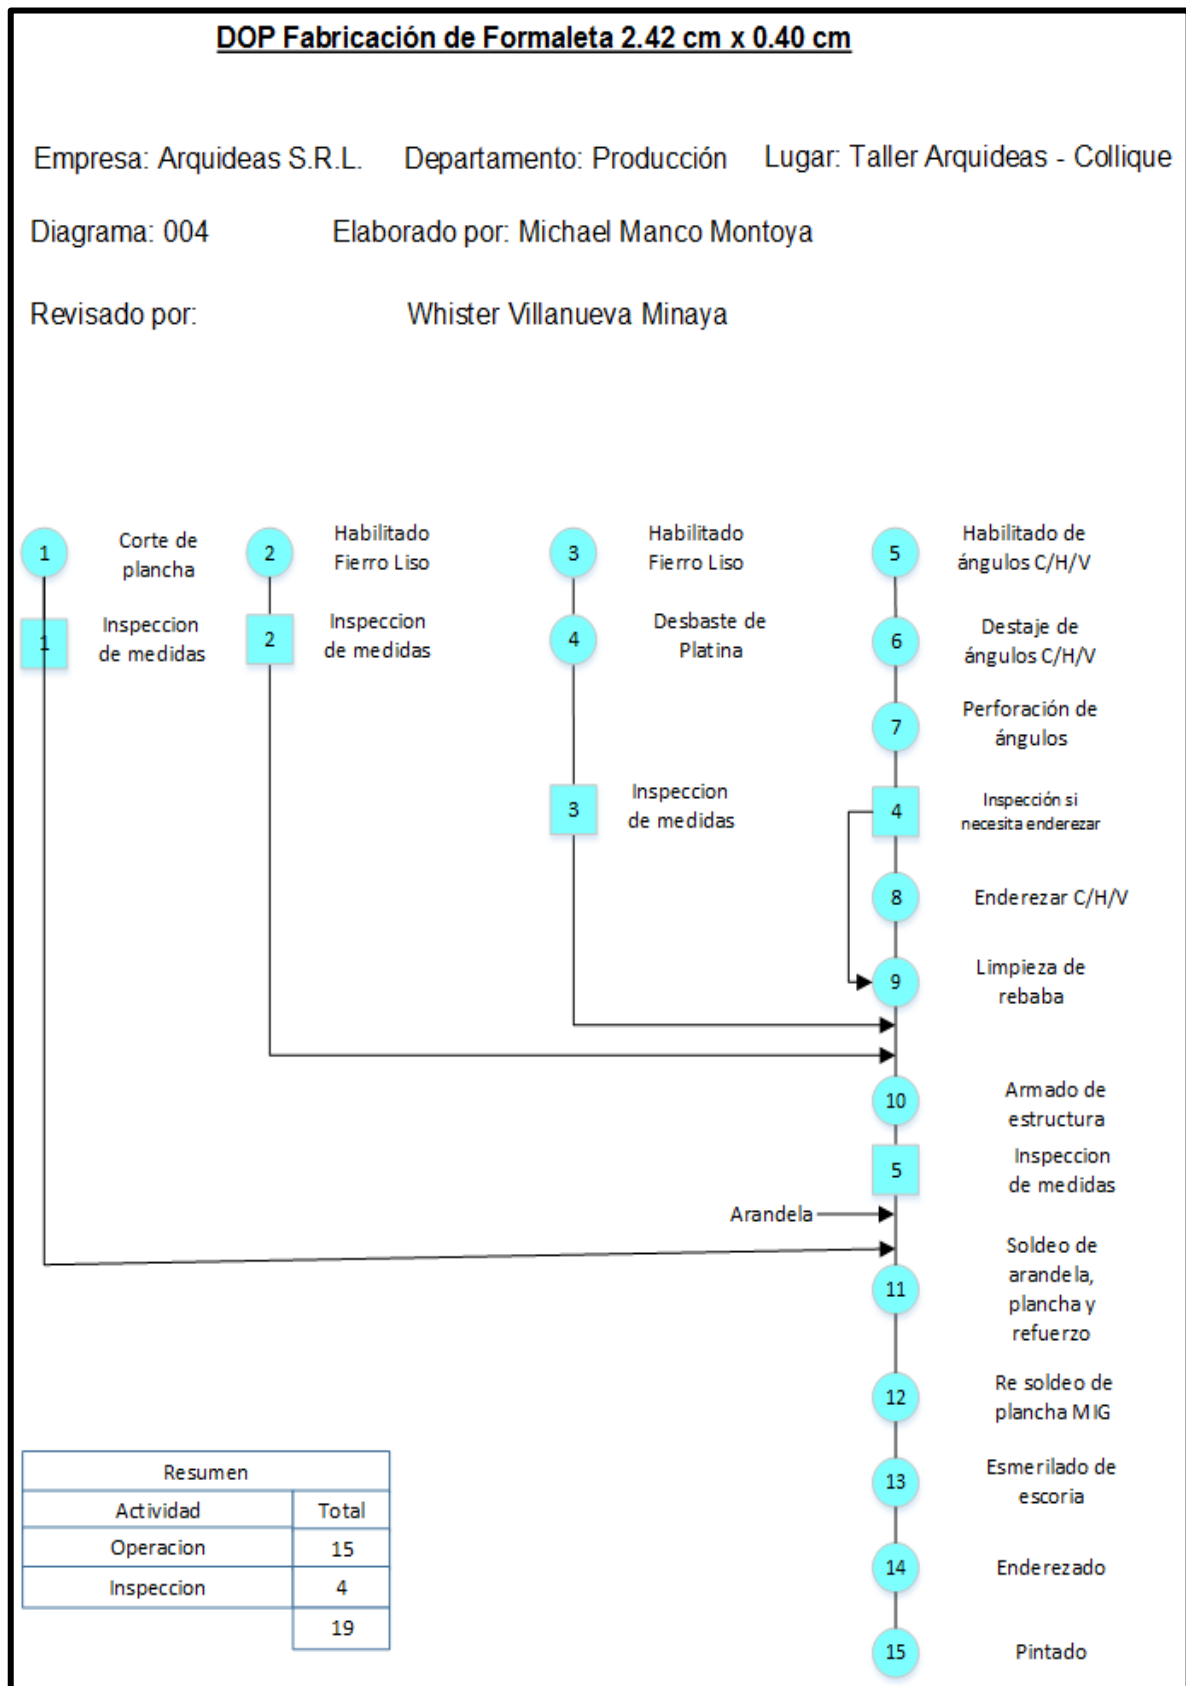 DOP Fabricación de Formaleta 2.42 cm x 0.40 cm
Empresa: Arquideas S.R.L. Departamento: Producción Lugar: Taller Arquideas - Collique
Diagrama: 004 Elaborado por: Michael Manco Montoya
Revisado por: Whister Villanueva Minaya
1
Corte de
plancha
1
Inspeccion
de medidas
2
Habilitado
Fierro Liso
2
Inspeccion
de medidas
3
Habilitado
Fierro Liso
4
Desbaste de
Platina
3
Inspeccion
de medidas
5
Habilitado de
ángulos C/H/V
6
Destaje de
ángulos C/H/V
7
Perforación de
ángulos
4
Inspección si
necesita enderezar
8
Enderezar C/H/V
9
Limpieza de
rebaba
10
Armado de
estructura
5
Inspeccion
de medidas
Arandela
11
Soldeo de
arandela,
plancha y
refuerzo
12
Re soldeo de
plancha MIG
13
Esmerilado de
escoria
14
Enderezado
15
Pintado
Resumen
Actividad Total
Operacion 15
Inspeccion 4
19